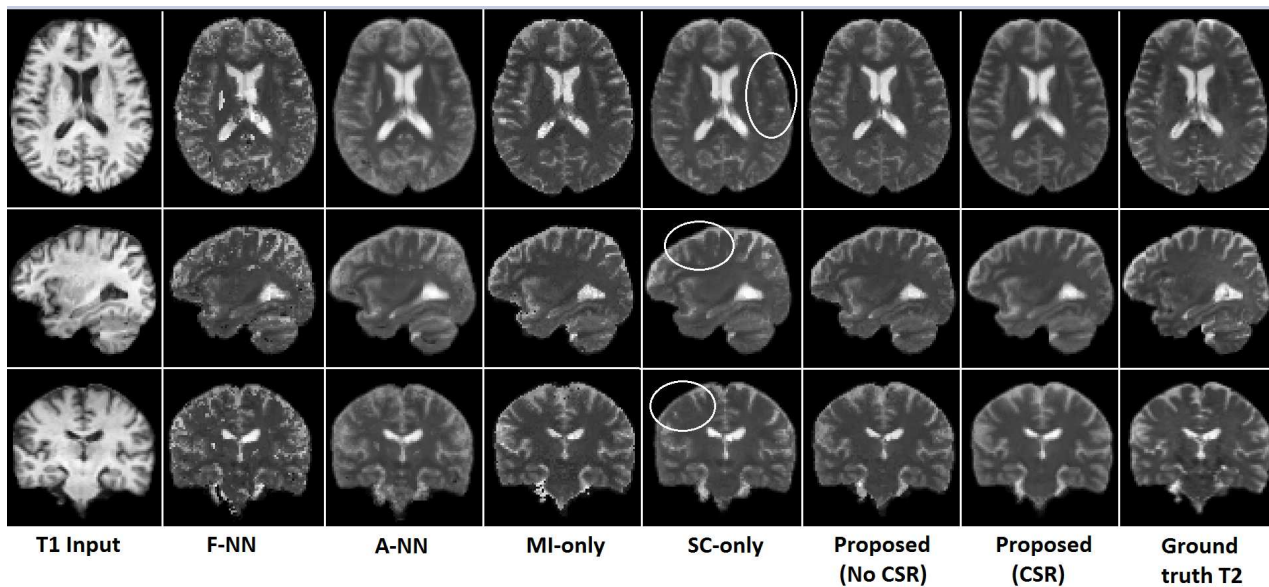 T1 Input
F-NN
A-NN
MI-only
SC-only
Proposed
(No CSR)
Proposed
(CSR)
Ground
truth T2